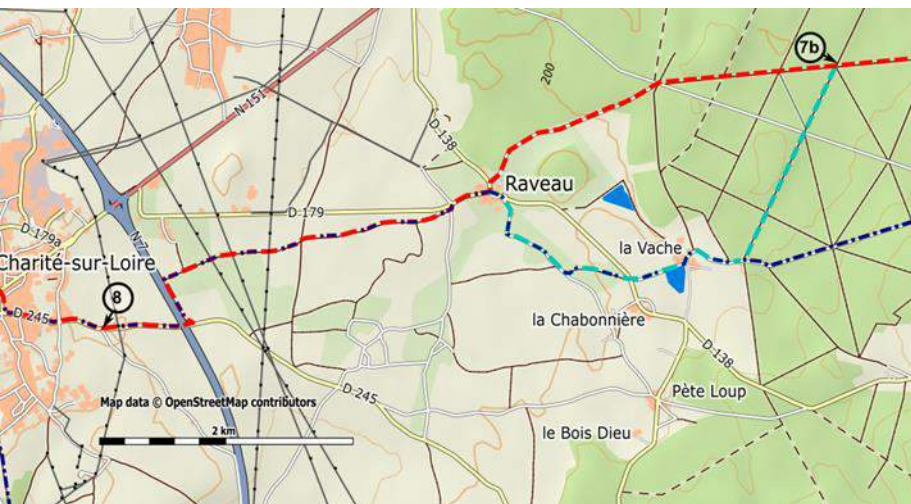 7b
N 151
200
D 138
Raveau
D 179
D 179a
N 7
la Vache
Charité-sur-Loire
8
D 245
la Chabonnière
D 138
D 245
Pète Loup
Map data © OpenStreetMap contributors
le Bois Dieu
2 km